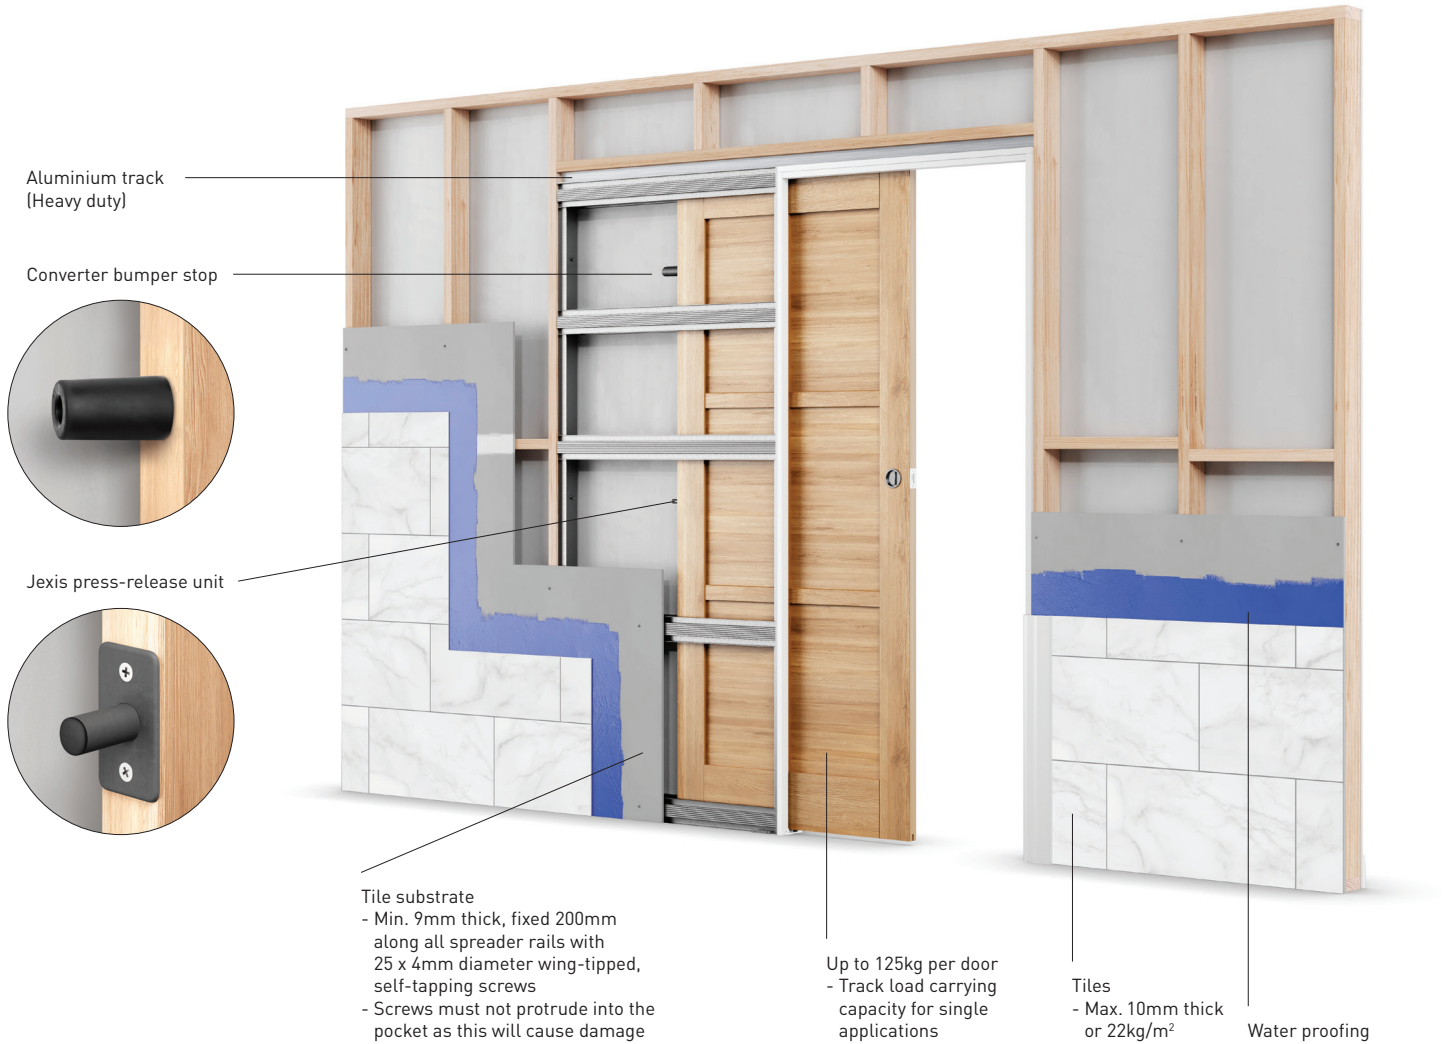 Aluminium track
(Heavy duty)
Converter bumper stop
Jexis press-release unit
Tile substrate
- Min. 9mm thick, fixed 200mm
along all spreader rails with
25 x 4mm diameter wing-tipped,
self-tapping screws
- Screws must not protrude into the
pocket as this will cause damage
Up to 125kg per door
- Track load carrying
capacity for single
applications
Tiles
- Max. 10mm thick
or 22kg/m²
Water proofing